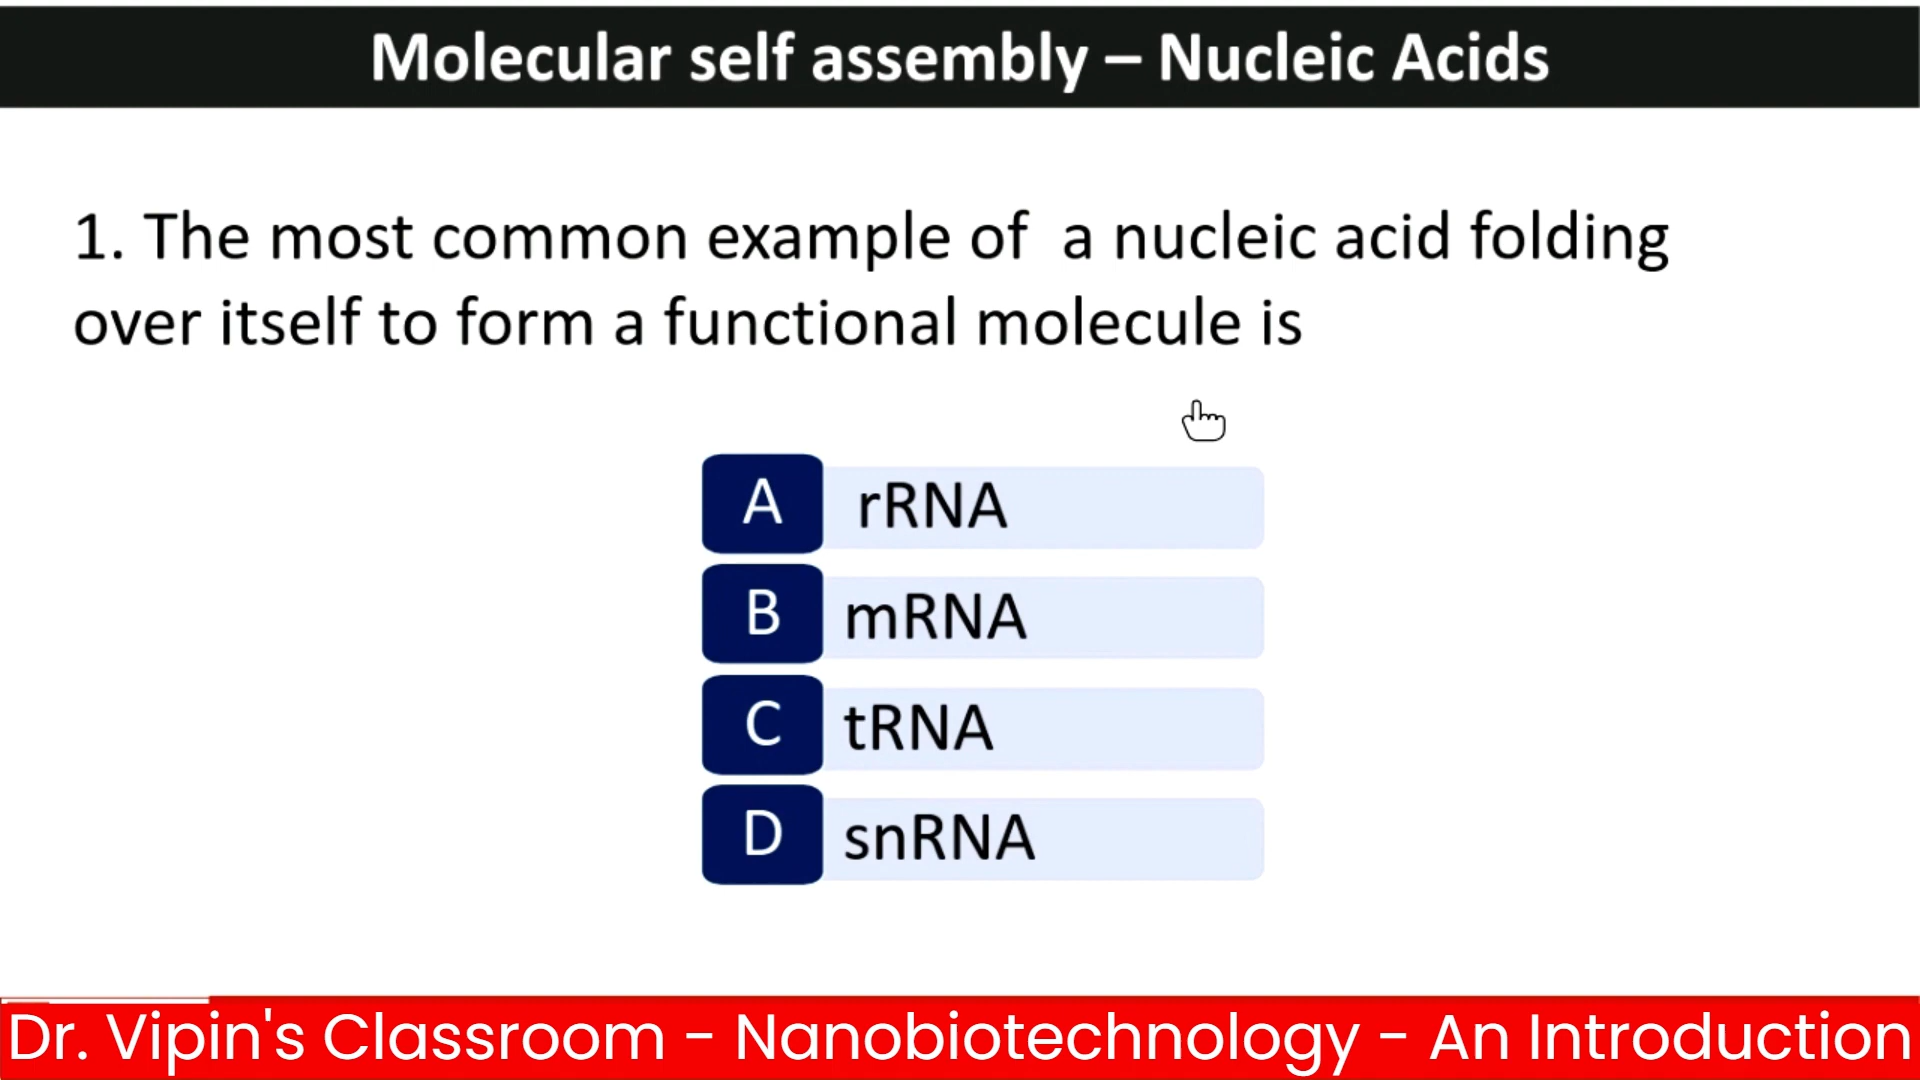 Molecular self assembly – Nucleic Acids
1. The most common example of a nucleic acid folding
over itself to form a functional molecule is
A rRNA
B mRNA
C tRNA
D snRNA
Dr. Vipin's Classroom - Nanobiotechnology - An Introduction